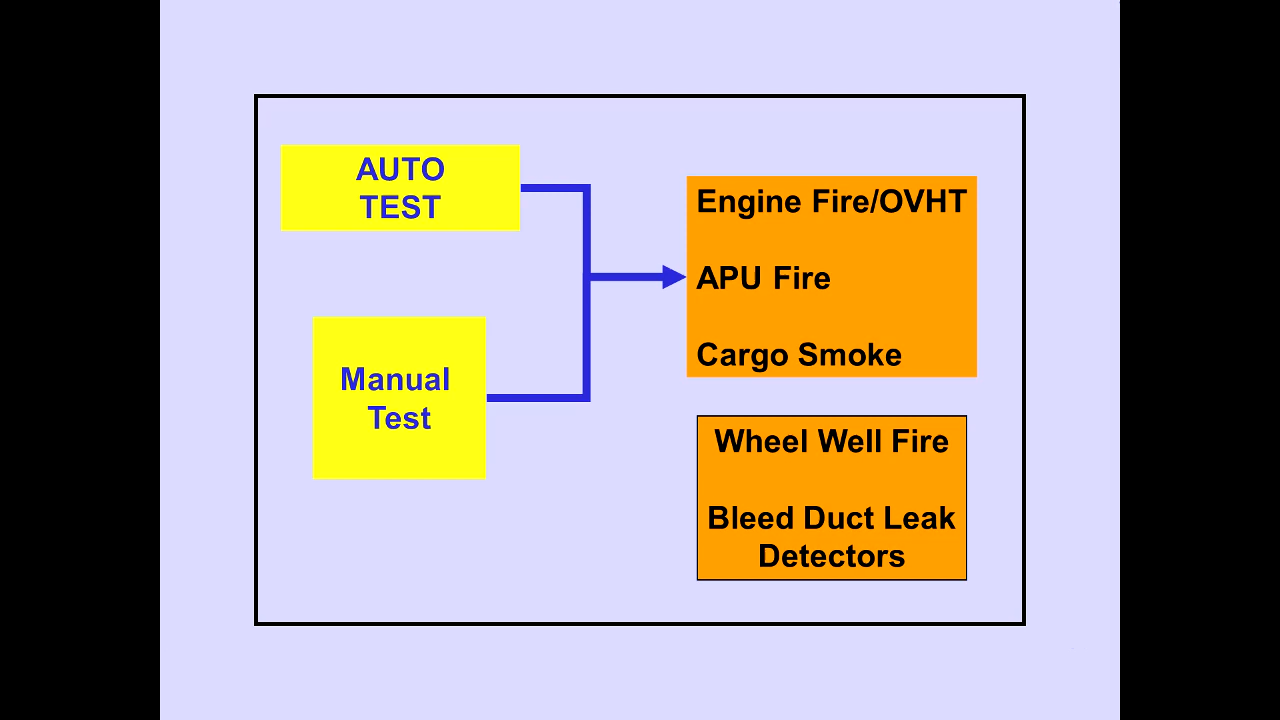 AUTO
TEST
Manual
Test
Engine Fire/OVHT
APU Fire
Cargo Smoke
Wheel Well Fire
Bleed Duct Leak
Detectors